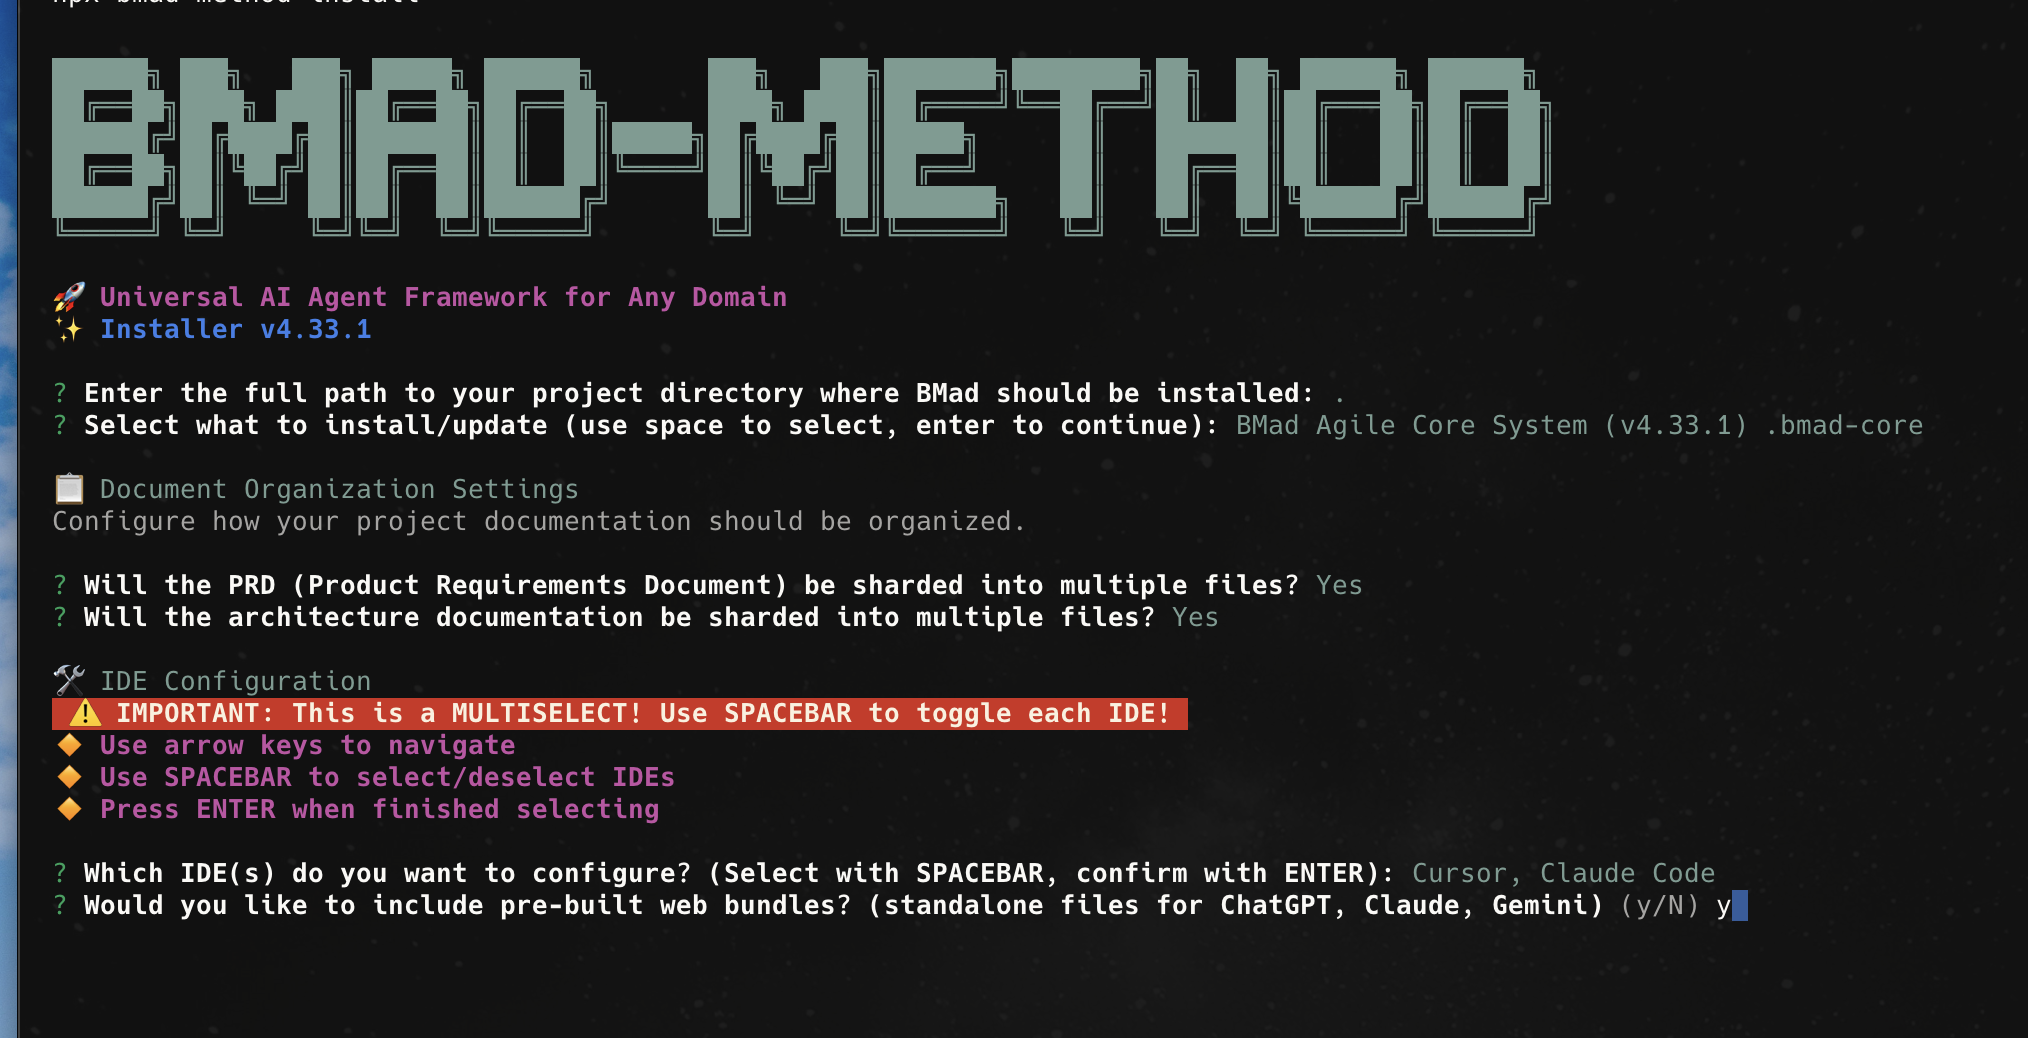 npx bmad-method install
BMAD-METHOD
🚀 Universal AI Agent Framework for Any Domain
✨ Installer v4.33.1
? Enter the full path to your project directory where BMad should be installed: .
? Select what to install/update (use space to select, enter to continue): BMad Agile Core System (v4.33.1) .bmad-core
📋 Document Organization Settings
Configure how your project documentation should be organized.
? Will the PRD (Product Requirements Document) be sharded into multiple files? Yes
? Will the architecture documentation be sharded into multiple files? Yes
🛠️ IDE Configuration
⚠️ IMPORTANT: This is a MULTISELECT! Use SPACEBAR to toggle each IDE!
🔸 Use arrow keys to navigate
🔸 Use SPACEBAR to select/deselect IDEs
🔸 Press ENTER when finished selecting
? Which IDE(s) do you want to configure? (Select with SPACEBAR, confirm with ENTER): Cursor, Claude Code
? Would you like to include pre-built web bundles? (standalone files for ChatGPT, Claude, Gemini) (y/N) y